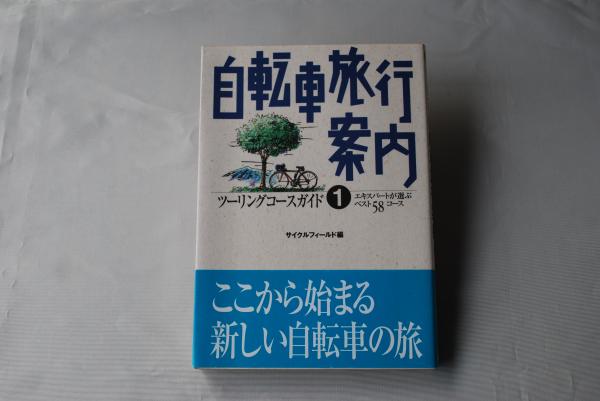 自転車旅行
案内
ツーリングコースガイド 1 エキスパートが選ぶ
ベスト58コース
サイクルフィールド編
ここから始まる
新しい自転車の旅